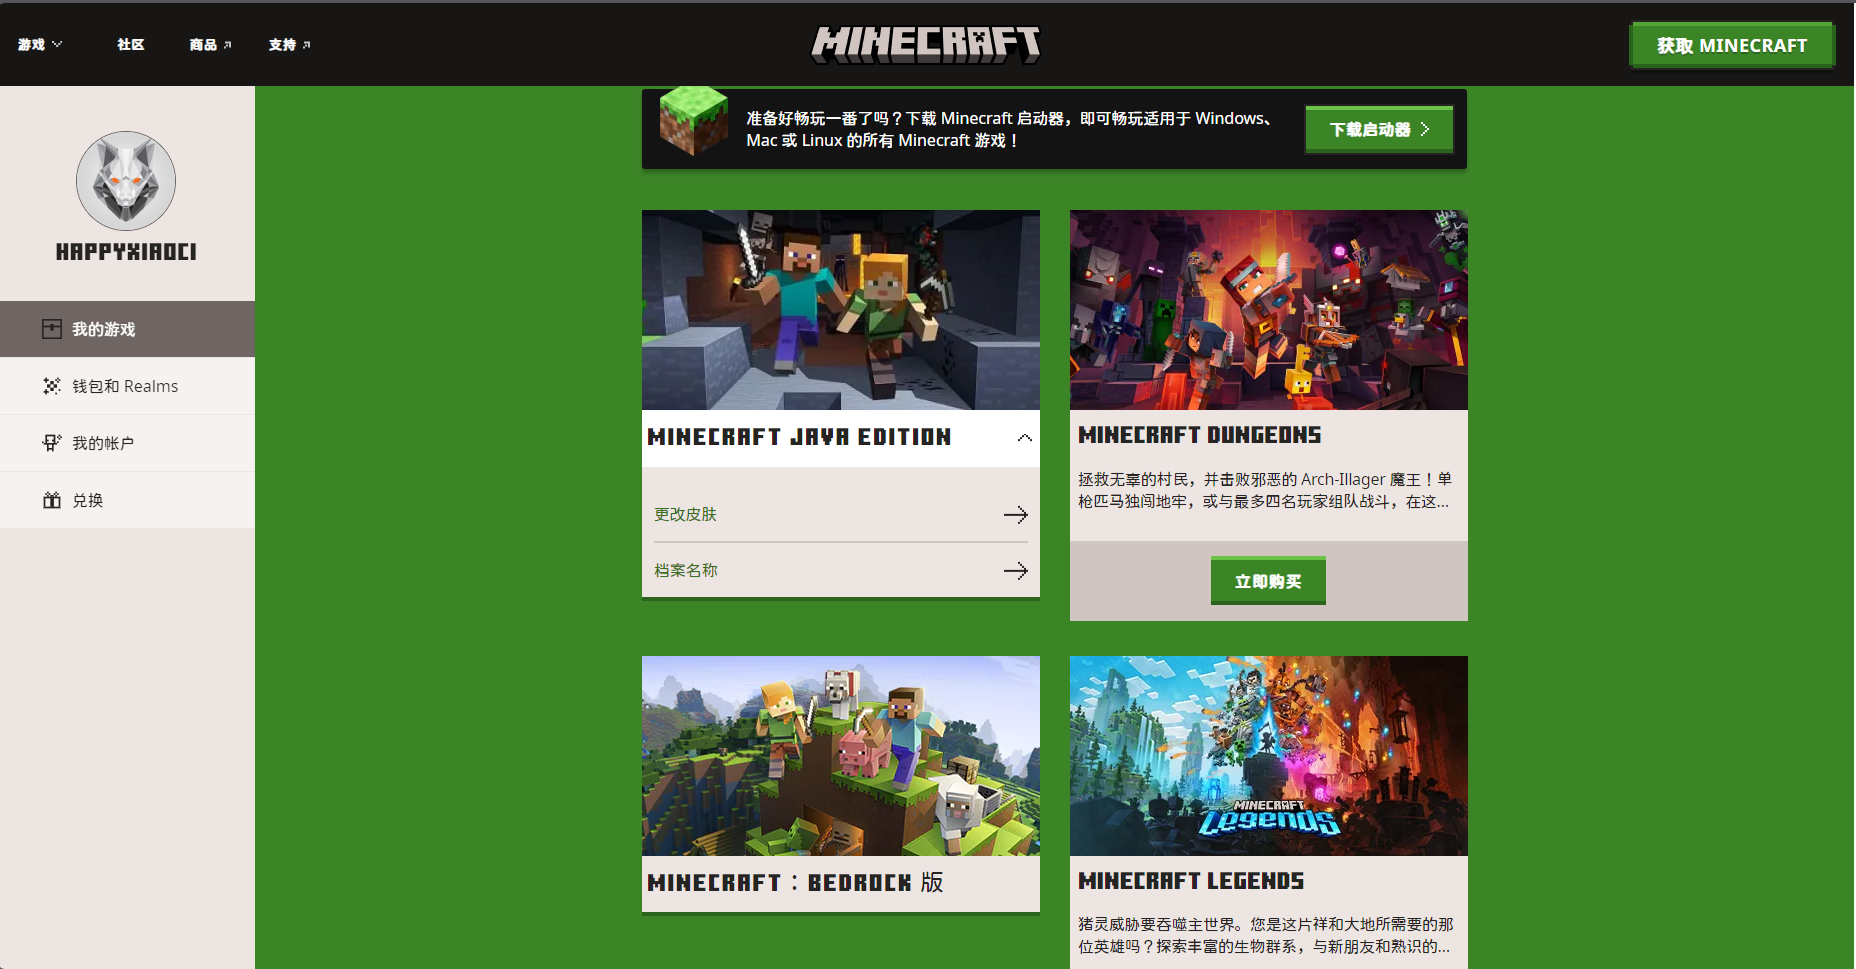 游戏
社区
商品
支持
MINECRAFT
获取 MINECRAFT
HAPPYXIAOCI
我的游戏
钱包和 Realms
我的帐户
兑换
准备好畅玩一番了吗？下载 Minecraft 启动器，即可畅玩适用于 Windows、
Mac 或 Linux 的所有 Minecraft 游戏！
下载启动器
MINECRAFT JAVA EDITION
更改皮肤
档案名称
MINECRAFT DUNGEONS
拯救无辜的村民，并击败邪恶的 Arch-Illager 魔王！单
枪匹马独闯地牢，或与最多四名玩家组队战斗，在这...
立即购买
MINECRAFT：BEDROCK 版
MINECRAFT
Legends
MINECRAFT LEGENDS
猪灵威胁要吞噬主世界。您是这片祥和大地所需要的那
位英雄吗？探索丰富的生物群系，与新朋友和熟识的...